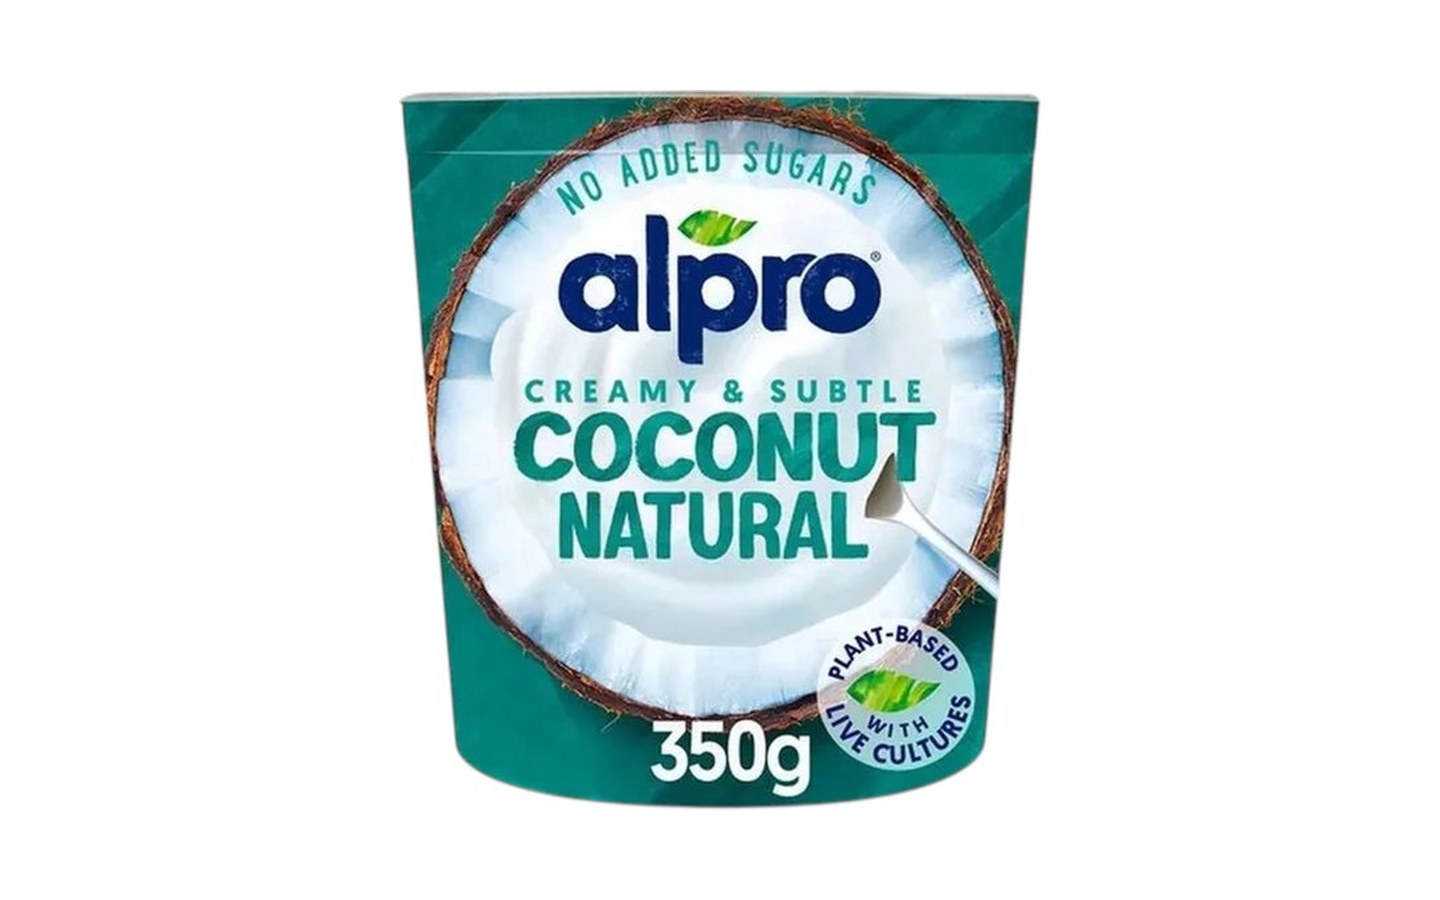 NO ADDED SUGARS
alpro®
CREAMY & SUBTLE
COCONUT
NATURAL
PLANT-BASED
WITH
LIVE CULTURES
350g